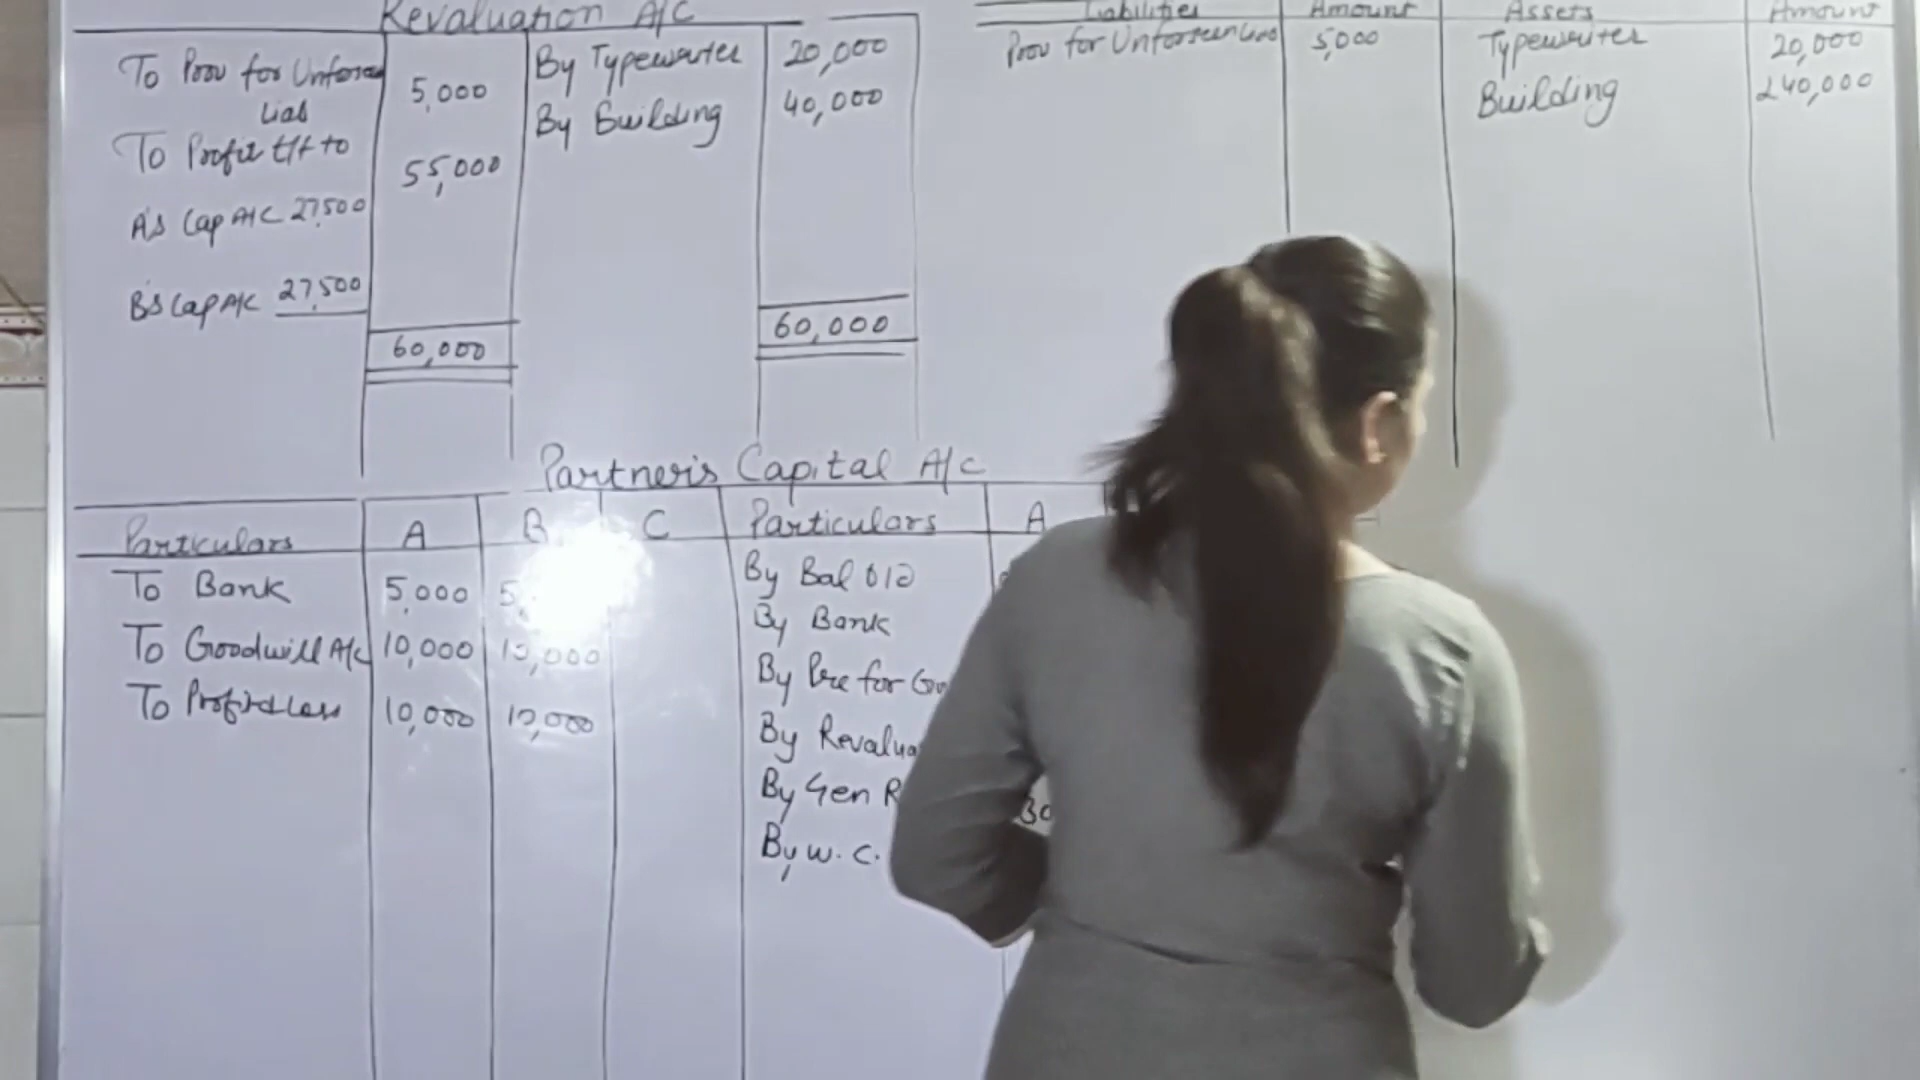 Revaluation A/C
To Prov for Unforseen 5,000 By Typewriter 20,000
Liab
By Building 40,000
To Profit t/f to 55,000
A's Cap A/C 27,500
B's Cap A/C 27,500
60,000 60,000
Liabilities Amount Assets Amount
Prov for Unforseen 5,000 Typewriter 20,000
Building 240,000
Partner's Capital A/C
Particulars A B C Particulars A
To Bank 5,000 5, By Bal b/d
To Goodwill A/C 10,000 10,000 By Bank
To Profit & Loss 10,000 10,000 By Pre for
By Revalua
By Gen R
By W. C.